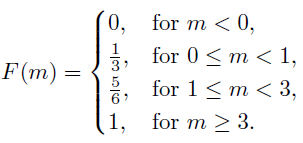 F(m) = { 0, for m < 0,
1/3, for 0 ≤ m < 1,
5/6, for 1 ≤ m < 3,
1, for m ≥ 3.